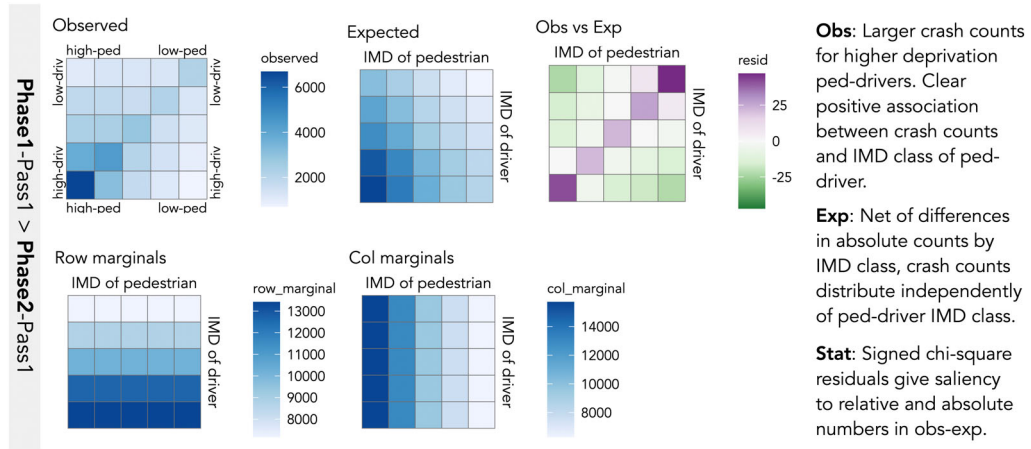 Phase1-Pass1 > Phase2-Pass1
Observed
high-ped low-ped
low-driv
low-driv
high-driv
high-driv
high-ped low-ped
observed
6000
4000
2000
Expected
IMD of pedestrian
IMD of driver
Obs vs Exp
IMD of pedestrian
IMD of driver
resid
25
0
-25
Row marginals
IMD of pedestrian
IMD of driver
row_marginal
13000
12000
11000
10000
9000
8000
Col marginals
IMD of pedestrian
IMD of driver
col_marginal
14000
12000
10000
8000
Obs: Larger crash counts
for higher deprivation
ped-drivers. Clear
positive association
between crash counts
and IMD class of ped-
driver.
Exp: Net of differences
in absolute counts by
IMD class, crash counts
distribute independently
of ped-driver IMD class.
Stat: Signed chi-square
residuals give saliency
to relative and absolute
numbers in obs-exp.